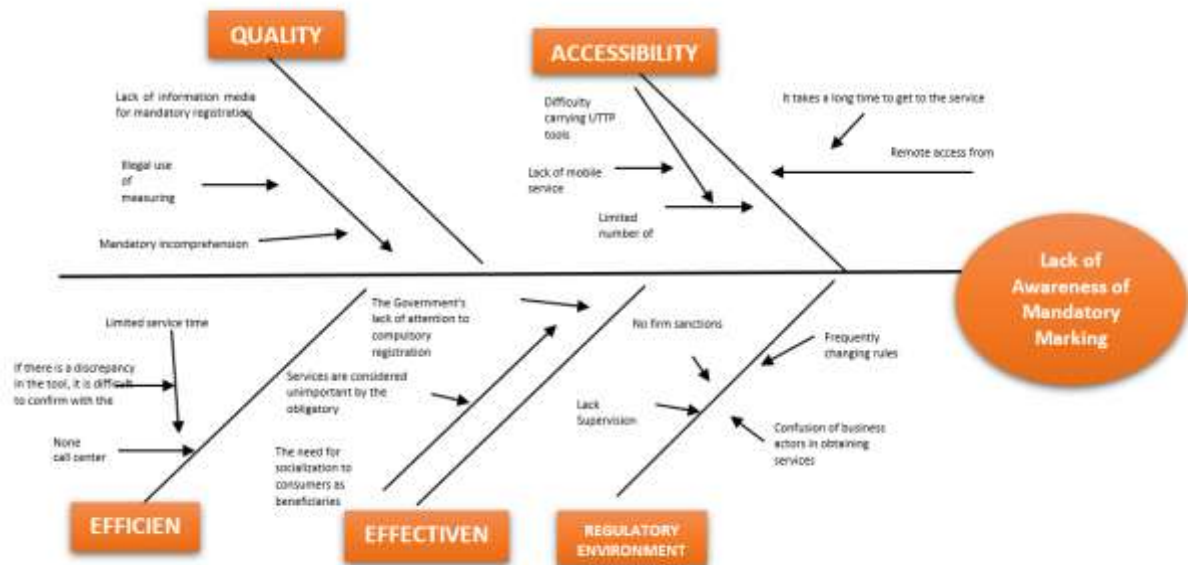 QUALITY
ACCESSIBILITY
Lack of information media
for mandatory registration
Illegal use
of
measuring
Mandatory incomprehension
Difficulty
carrying UTTP
tools
Lack of mobile
service
Limited
number of
It takes a long time to get to the service
Remote access from
Lack of
Awareness of
Mandatory
Marking
Limited service time
If there is a discrepancy
in the tool, it is difficult
to confirm with the
None
call center
The Government's
lack of attention to
compulsory
registration
Services are considered
unimportant by the
obligatory
The need for
socialization to
consumers as
beneficiaries
No firm sanctions
Frequently
changing rules
Lack
Supervision
Confusion of business
actors in obtaining
services
EFFICIEN
EFFECTIVEN
REGULATORY
ENVIRONMENT